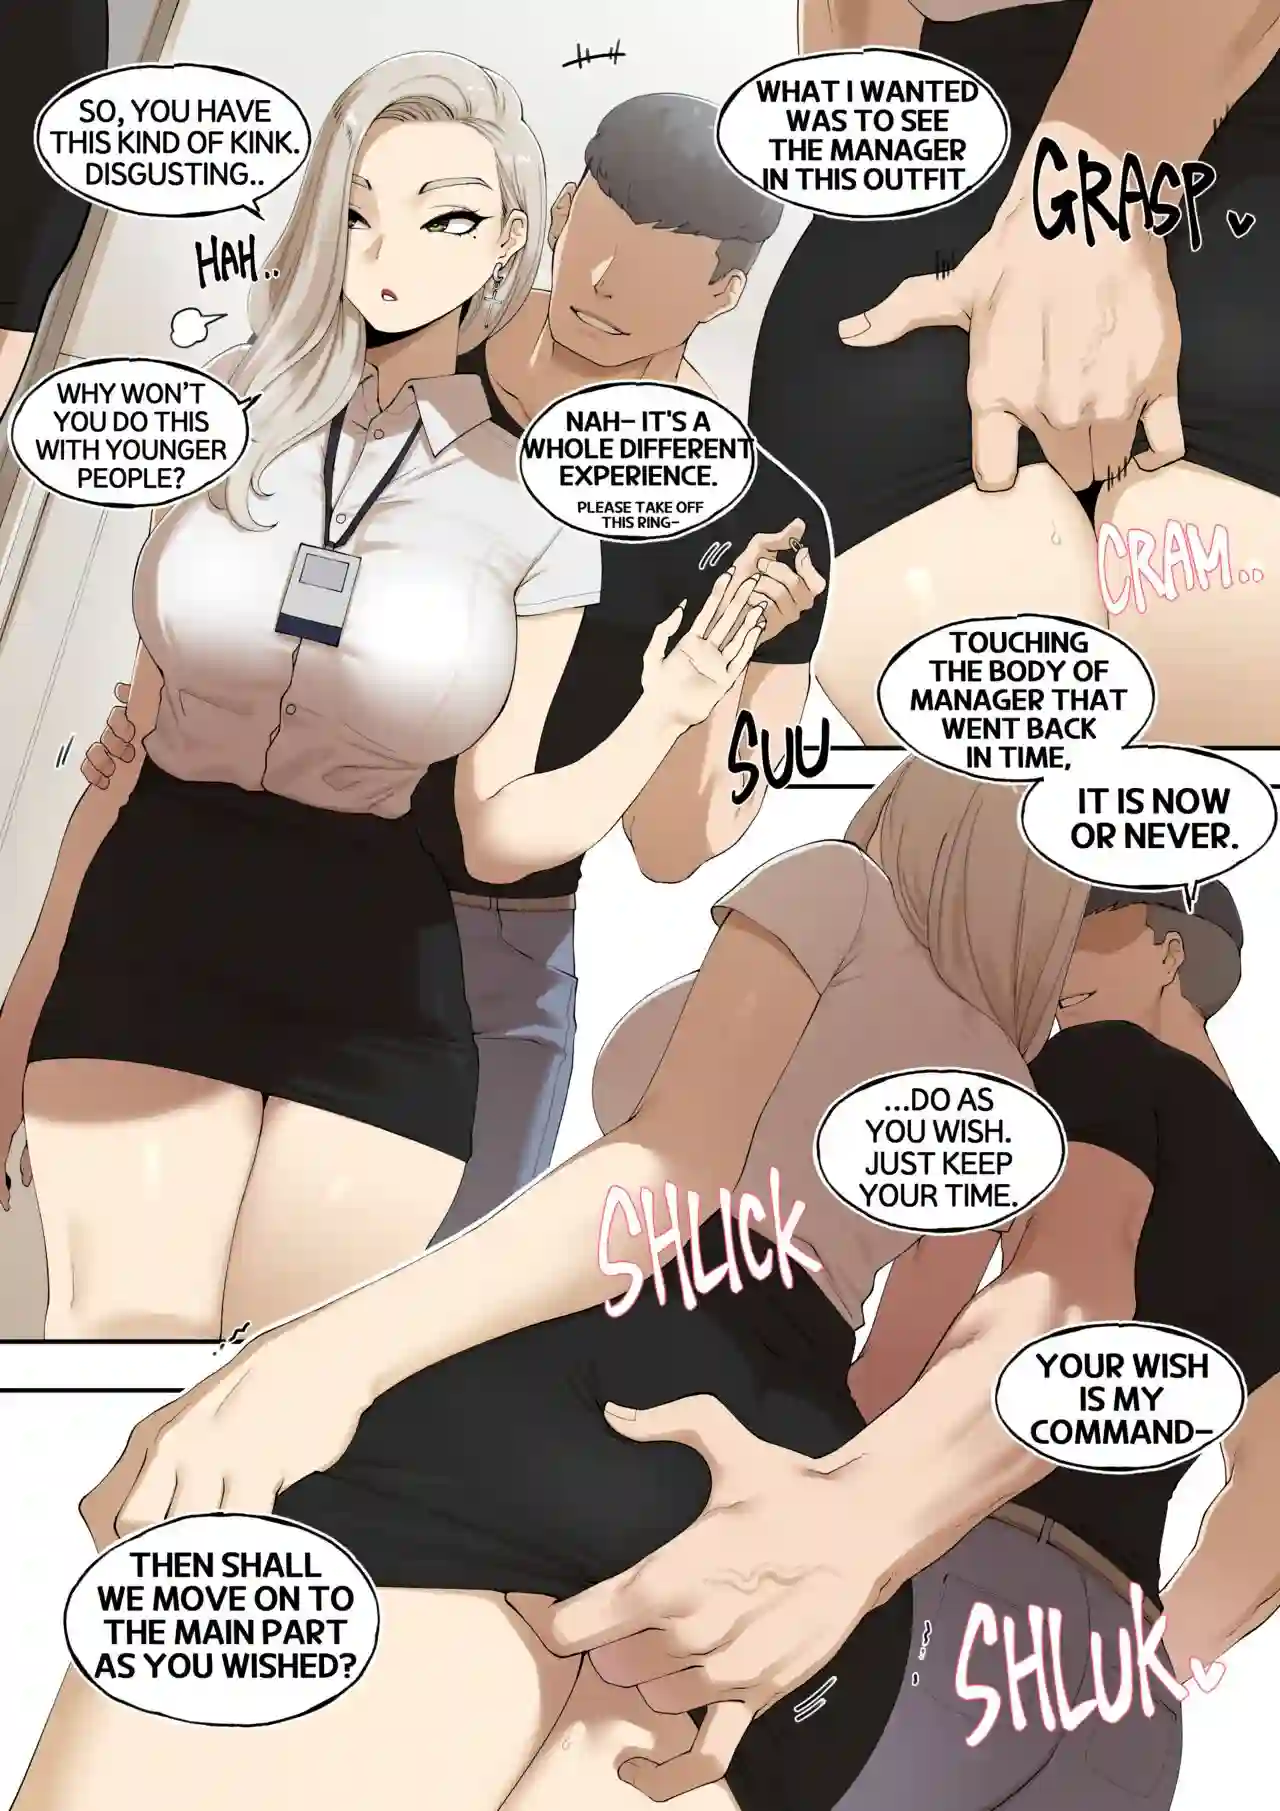 SO, YOU HAVE
THIS KIND OF KINK.
DISGUSTING..
HAH..
WHY WON'T
YOU DO THIS
WITH YOUNGER
PEOPLE?
NAH- IT'S A
WHOLE DIFFERENT
EXPERIENCE.
PLEASE TAKE OFF
THIS RING-
SUU
WHAT I WANTED
WAS TO SEE
THE MANAGER
IN THIS OUTFIT.
GRASP
CRAM..
TOUCHING
THE BODY OF
MANAGER THAT
WENT BACK
IN TIME,
IT IS NOW
OR NEVER.
...DO AS
YOU WISH.
JUST KEEP
YOUR TIME.
SHLICK
YOUR WISH
IS MY
COMMAND-
THEN SHALL
WE MOVE ON TO
THE MAIN PART
AS YOU WISHED?
SHLUK